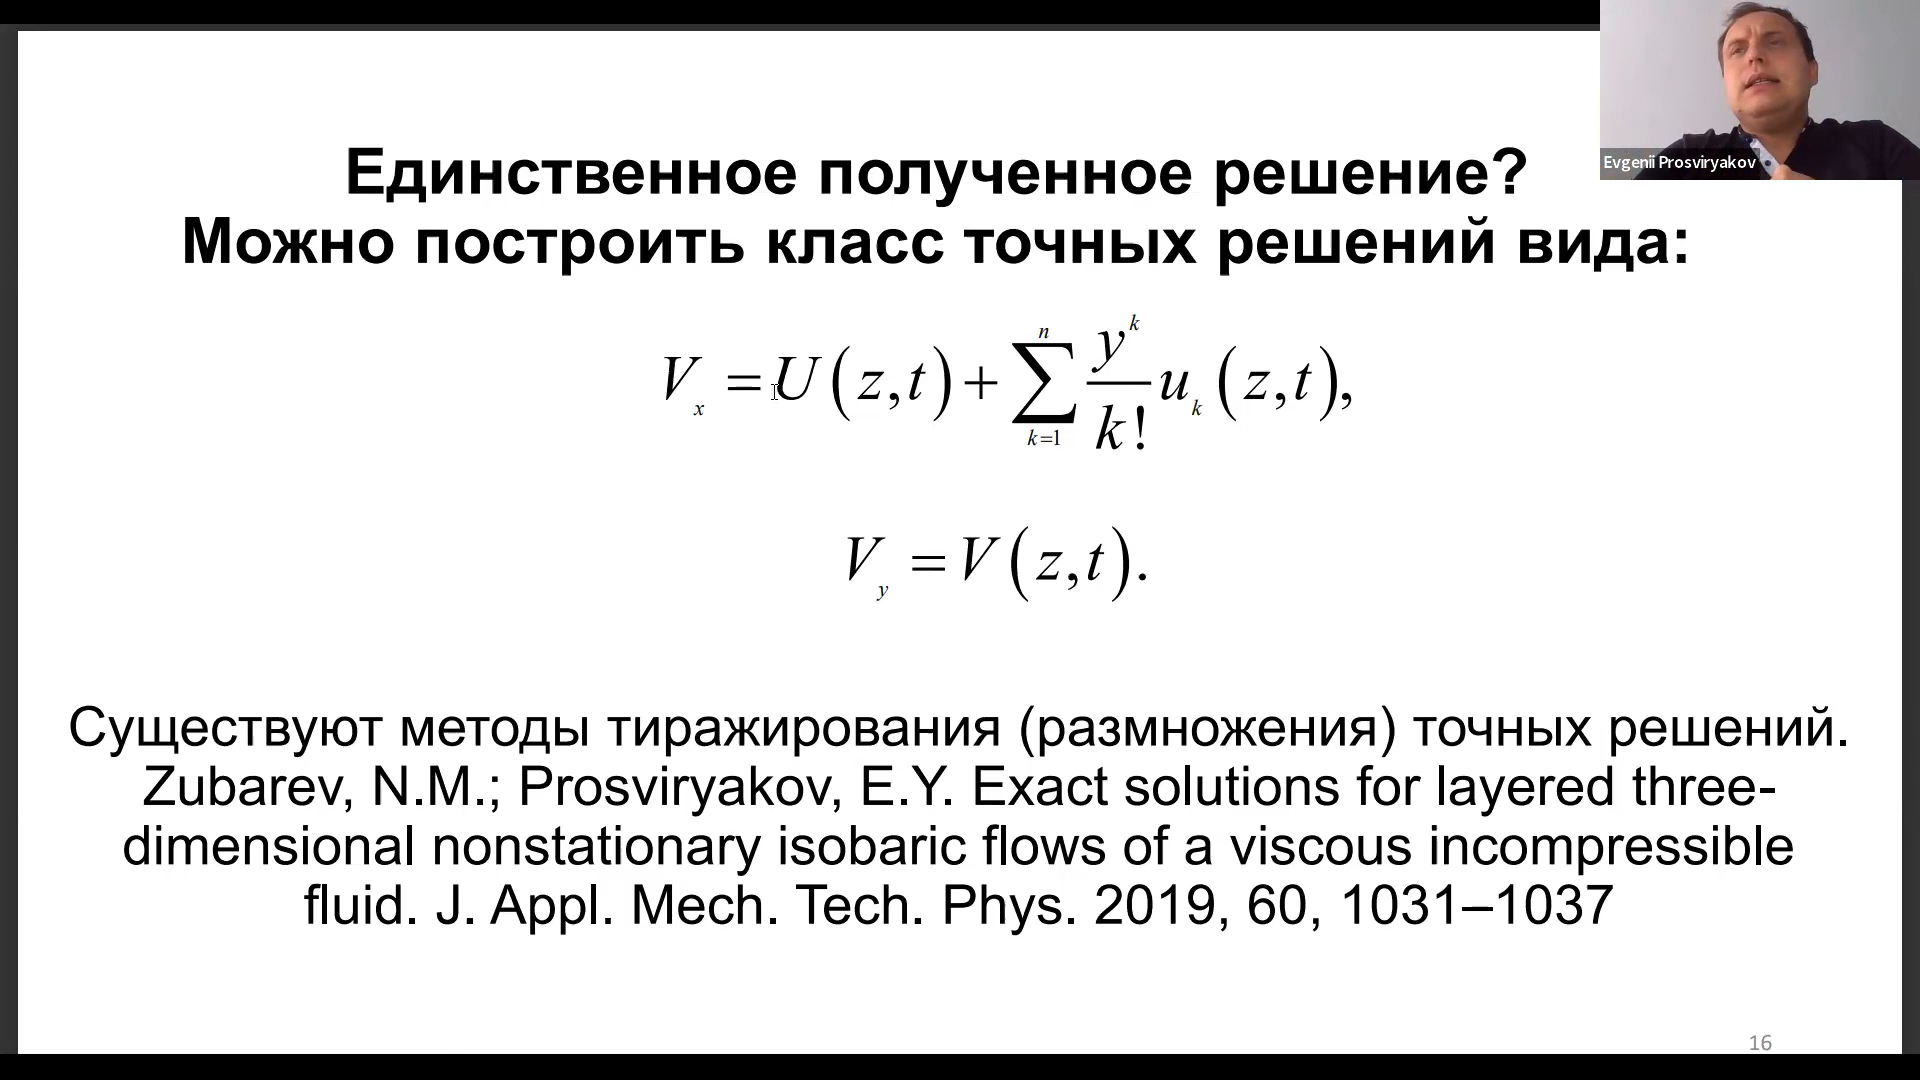 Evgenii Prosviryakov
Единственное полученное решение?
Можно построить класс точных решений вида:
V_x = U(z,t) + \sum_{k=1}^{n} \frac{y^k}{k!} u_k(z,t),
V_y = V(z,t).
Существуют методы тиражирования (размножения) точных решений.
Zubarev, N.M.; Prosviryakov, E.Y. Exact solutions for layered three-
dimensional nonstationary isobaric flows of a viscous incompressible
fluid. J. Appl. Mech. Tech. Phys. 2019, 60, 1031–1037
16